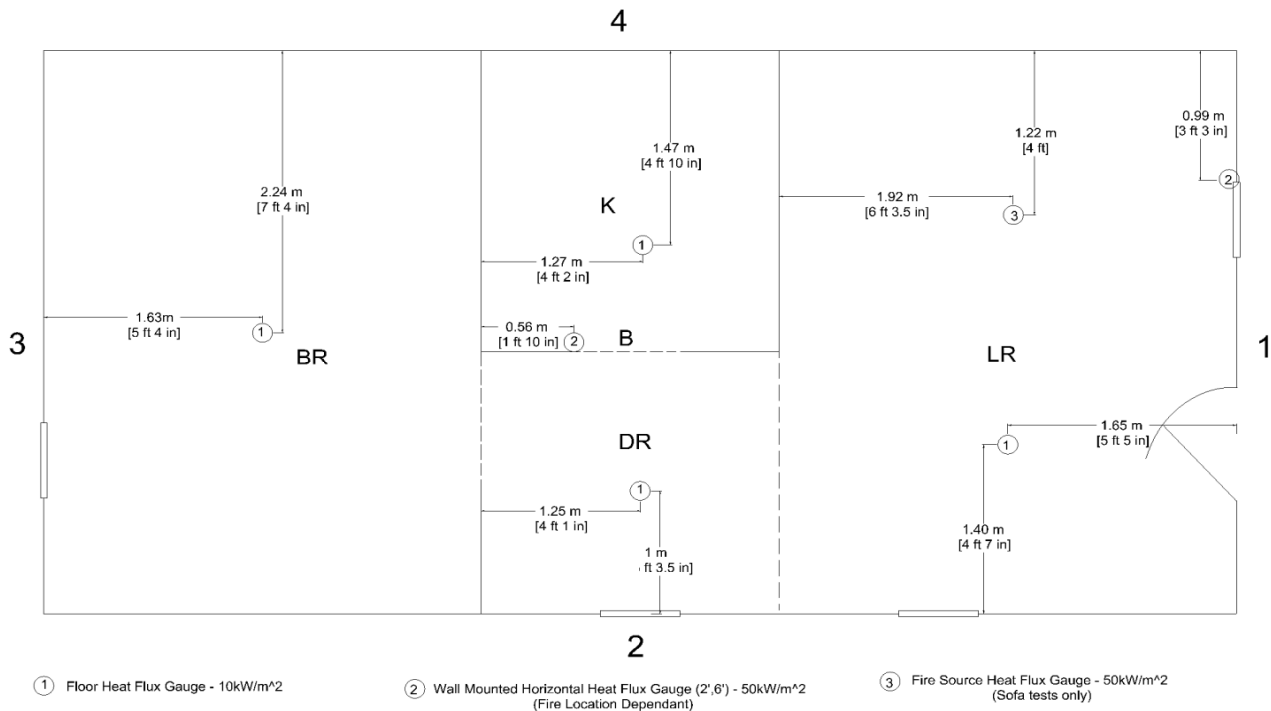 4
0.99 m
[3 ft 3 in]
1.22 m
[4 ft]
1.47 m
[4 ft 10 in]
2.24 m
[7 ft 4 in]
2
1.92 m
[6 ft 3.5 in]
K
3
1
1.27 m
[4 ft 2 in]
1.63m
[5 ft 4 in]
1
0.56 m
[1 ft 10 in]
2
B
3
BR
LR
1
1.65 m
[5 ft 5 in]
DR
1
1
1.25 m
[4 ft 1 in]
1.40 m
[4 ft 7 in]
1 m
ft 3.5 in]
2
1 Floor Heat Flux Gauge - 10kW/m^2
2 Wall Mounted Horizontal Heat Flux Gauge (2',6') - 50kW/m^2
(Fire Location Dependant)
3 Fire Source Heat Flux Gauge - 50kW/m^2
(Sofa tests only)